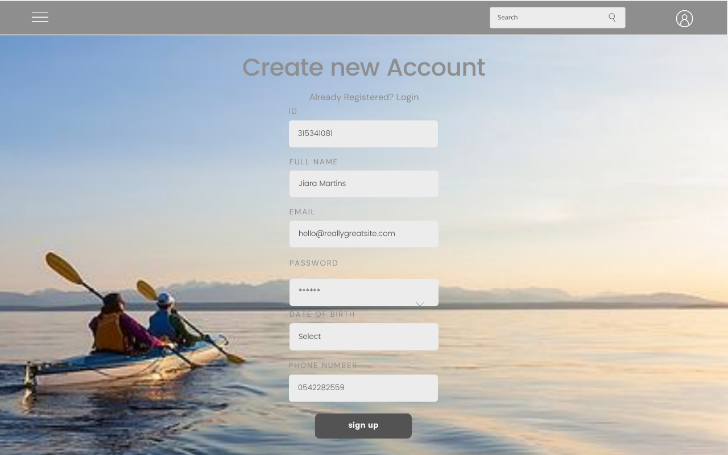 Search
Create new Account
Already Registered? Login
ID
315341081
FULL NAME
Jiara Martins
EMAIL
hello@reallygreatsite.com
PASSWORD
******
DATE OF BIRTH
Select
PHONE NUMBER
0542282559
sign up